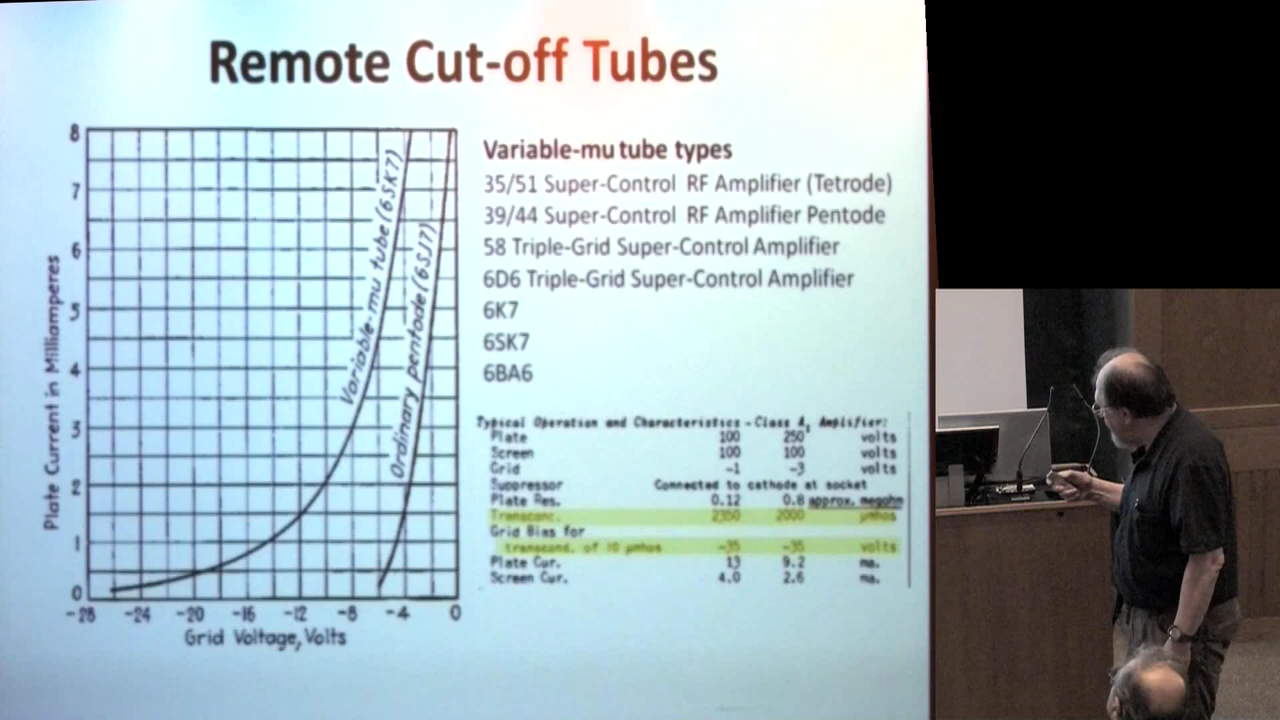 Remote Cut-off Tubes
8
7
6
5
4
3
2
1
0
-28 -24 -20 -16 -12 -8 -4 0
Plate Current in Milliamperes
Grid Voltage, Volts
Variable-mu tube (6SK7)
Ordinary pentode (6SJ7)
Variable-mu tube types
35/51 Super-Control RF Amplifier (Tetrode)
39/44 Super-Control RF Amplifier Pentode
58 Triple-Grid Super-Control Amplifier
6D6 Triple-Grid Super-Control Amplifier
6K7
6SK7
6BA6
Typical Operation and Characteristics - Class A1 Amplifier:
Plate 100 250 volts
Screen 100 100 volts
Grid -1 -3 volts
Suppressor Connected to cathode at socket
Plate Res. 0.12 0.8 approx. megohm
Transconc. 2350 2000 µmhos
Grid Bias for
transcond. of 10 µmhos -35 -35 volts
Plate Cur. 13 9.2 ma.
Screen Cur. 4.0 2.6 ma.